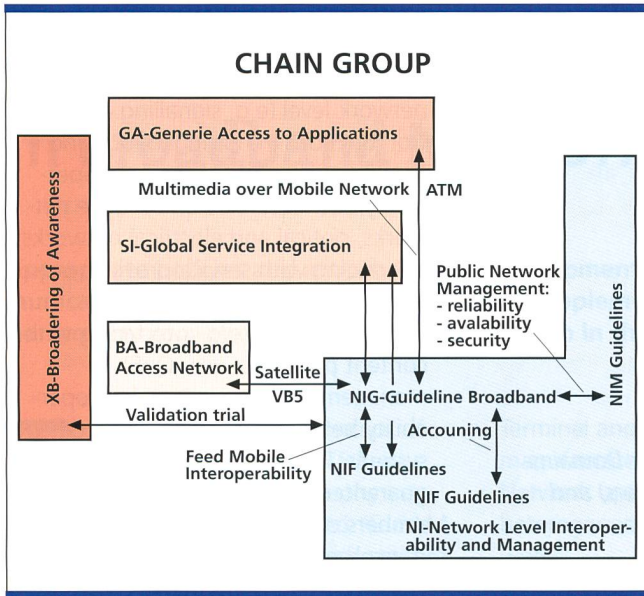 CHAIN GROUP
GA-Generie Access to Applications
Multimedia over Mobile Network
ATM
SI-Global Service Integration
XB-Broadering of Awareness
Public Network
Management:
- reliability
- avalability
- security
NIM Guidelines
BA-Broadband
Access Network
Satellite
VB5
NIG-Guideline Broadband
Validation trial
Accouning
Feed Mobile
Interoperability
NIF Guidelines
NIF Guidelines
NI-Network Level Interoper-
ability and Management